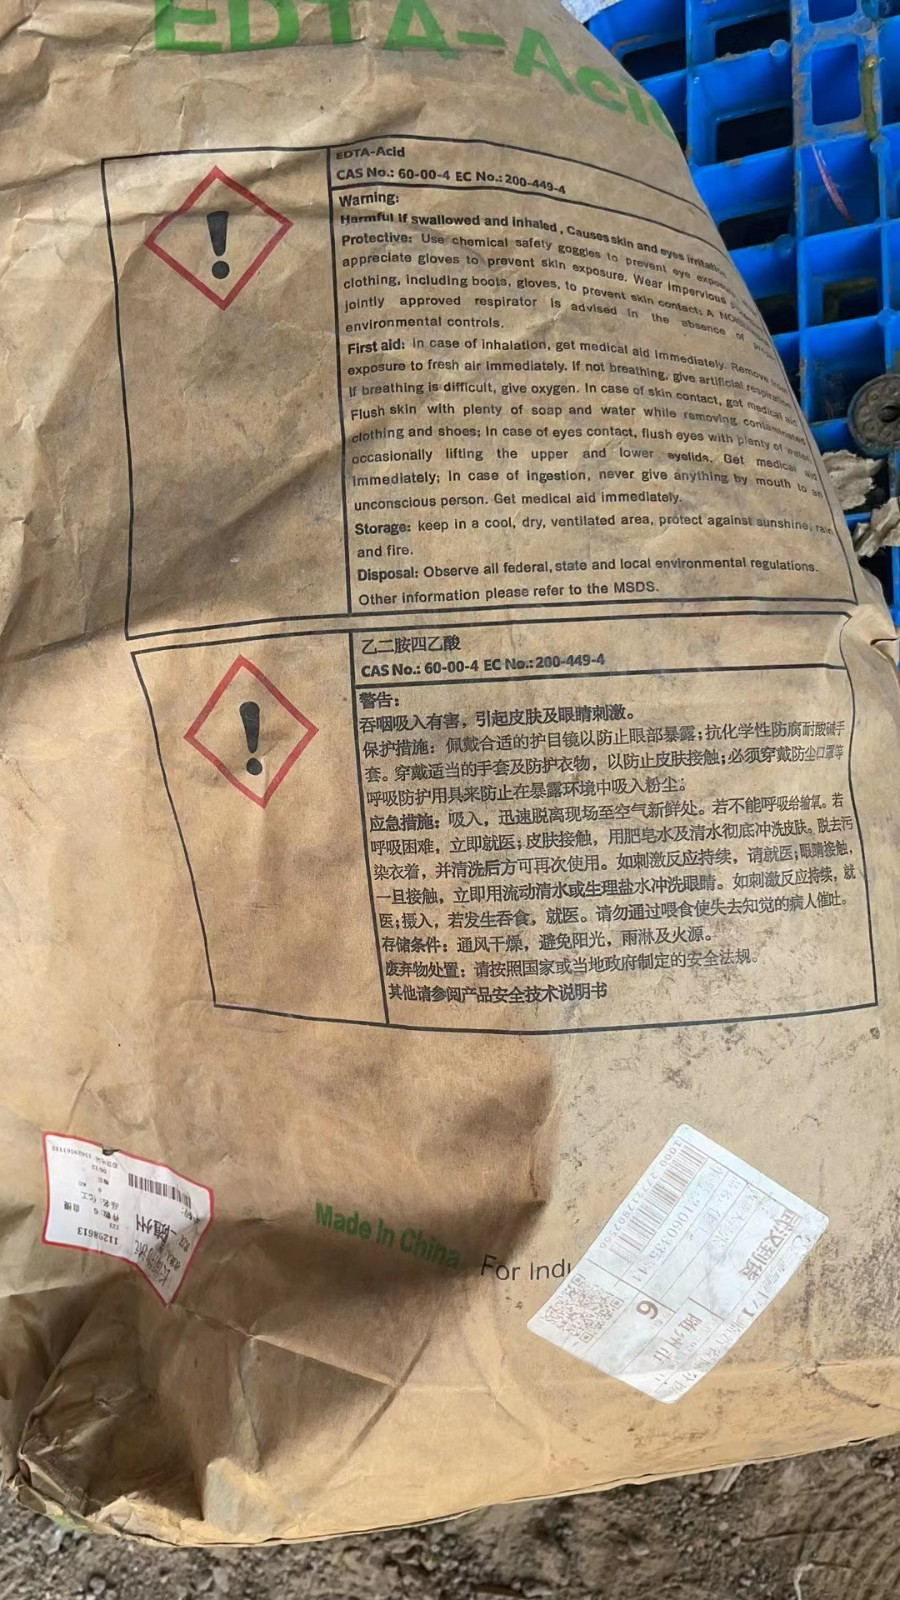 EDTA-Acid
EDTA-Acid
CAS No.: 60-00-4 EC No.: 200-449-4
Warning:
Harmful if swallowed and inhaled , Causes skin and eyes irritation
Protective: Use chemical safety goggles to prevent eye
appreciate gloves to prevent skin exposure. Wear impervious
clothing, including boots, gloves, to prevent skin contact; A
jointly approved respirator is advised in the absence of
environmental controls.
First aid: In case of inhalation, get medical aid immediately. Remove from
exposure to fresh air immediately. If not breathing, give artificial respiration.
If breathing is difficult, give oxygen. In case of skin contact, get medical aid
Flush skin with plenty of soap and water while removing contaminated
clothing and shoes; In case of eyes contact, flush eyes with plenty of water
occasionally lifting the upper and lower eyelids. Get medical aid
immediately; In case of ingestion, never give anything by mouth to an
unconscious person. Get medical aid immediately.
Storage: keep in a cool, dry, ventilated area, protect against sunshine, rain
and fire.
Disposal: Observe all federal, state and local environmental regulations.
Other information please refer to the MSDS.
乙二胺四乙酸
CAS No.: 60-00-4 EC No.: 200-449-4
警告:
吞咽吸入有害，引起皮肤及眼睛刺激。
保护措施: 佩戴合适的护目镜以防止眼部暴露;抗化学性防腐耐酸碱手
套。穿戴适当的手套及防护衣物，以防止皮肤接触;必须穿戴防尘口罩等
呼吸防护用具来防止在暴露环境中吸入粉尘;
应急措施: 吸入，迅速脱离现场至空气新鲜处。若不能呼吸给输氧。若
呼吸困难，立即就医;皮肤接触，用肥皂水及清水彻底冲洗皮肤。脱去污
染衣着，并清洗后方可再次使用。如刺激反应持续，请就医;眼睛接触，
一旦接触，立即用流动清水或生理盐水冲洗眼睛。如刺激反应持续，就
医;摄入，若发生吞食，就医。请勿通过喂食使失去知觉的病人催吐。
存储条件: 通风干燥，避免阳光，雨淋及火源。
废弃物处置: 请按照国家或当地政府制定的安全法规。
其他请参阅产品安全技术说明书
Made in China
For
11298613
随州
武汉到货
6
随州市